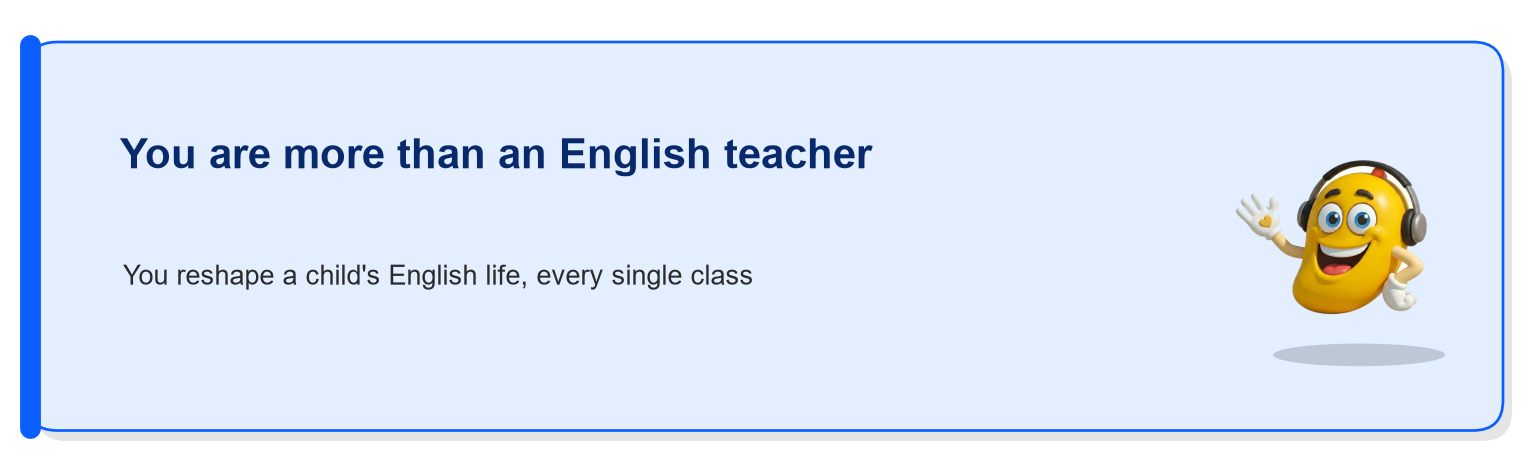 You are more than an English teacher
You reshape a child's English life, every single class